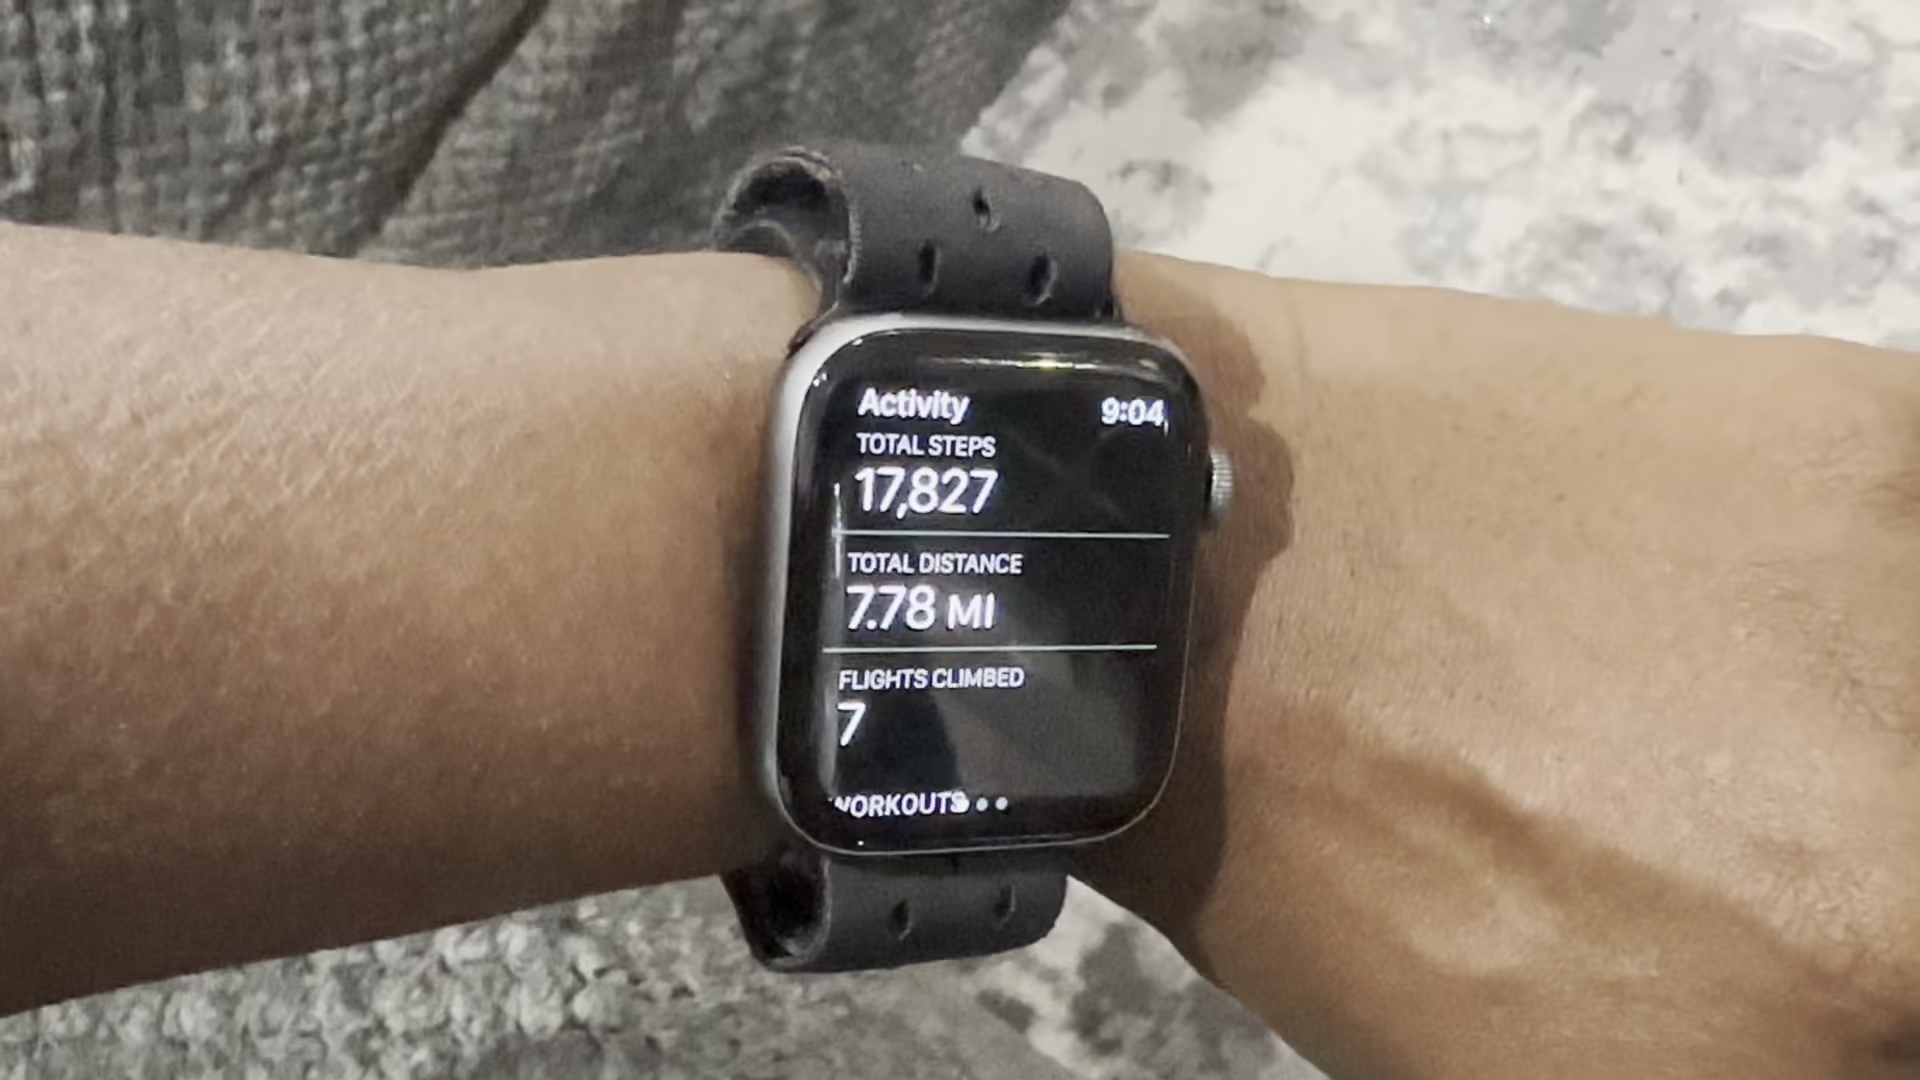 Activity 9:04
TOTAL STEPS
17,827
TOTAL DISTANCE
7.78 MI
FLIGHTS CLIMBED
7
WORKOUTS